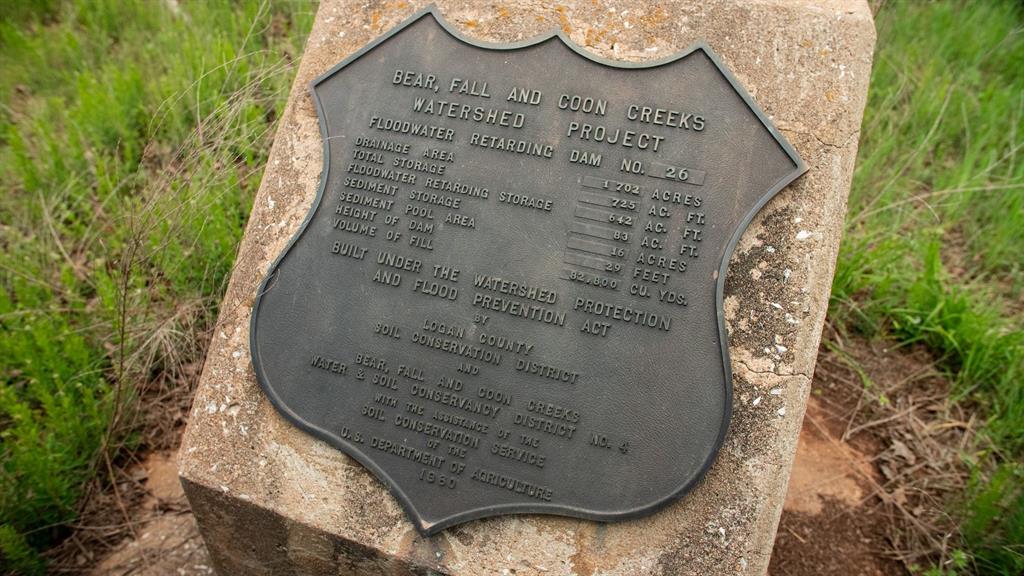 BEAR, FALL AND COON CREEKS
WATERSHED PROJECT
FLOODWATER RETARDING DAM NO. 26
DRAINAGE AREA 1 702 ACRES
TOTAL STORAGE 725 AC. FT.
FLOODWATER RETARDING STORAGE 642 AC. FT.
SEDIMENT STORAGE 83 AC. FT.
SEDIMENT POOL AREA 16 ACRES
HEIGHT OF DAM 29 FEET
VOLUME OF FILL 82,800 CU. YDS.
BUILT UNDER THE WATERSHED PROTECTION
AND FLOOD PREVENTION ACT
BY
LOGAN COUNTY
SOIL CONSERVATION DISTRICT
AND
BEAR, FALL AND COON CREEKS
WATER & SOIL CONSERVANCY DISTRICT NO. 4
WITH THE ASSISTANCE OF THE
SOIL CONSERVATION SERVICE
OF THE
U.S. DEPARTMENT OF AGRICULTURE
1960